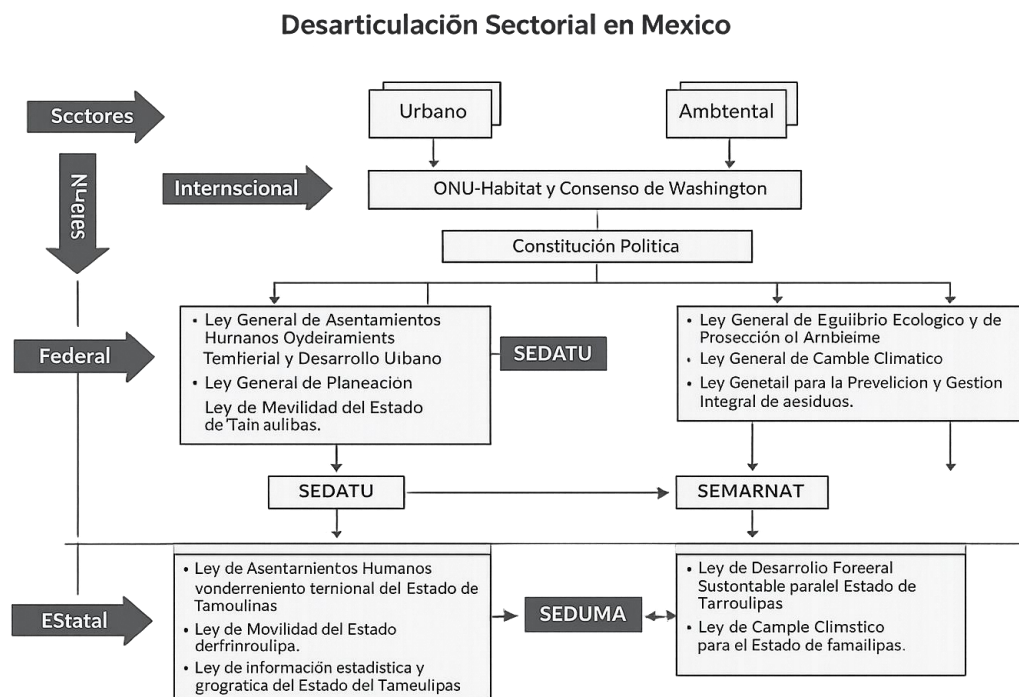 Desarticulación Sectorial en Mexico
Scctores
Urbano
Ambtental
Internscional
ONU-Habitat y Consenso de Washington
Constitución Politica
Federal
• Ley General de Asentamientos
Hurnanos Oydeiramients
Temħerial y Desarrollo Uıbano
• Ley General de Planeación
Ley de Mevilidad del Estado
de Tain aulibas.
SEDATU
• Ley General de Eguiibrio Ecologico y de
Prosección ol Arnbieime
• Ley General de Camble Climatico
• Ley Genetail para la Prevelicion y Gestion
Integral de aesiduos.
SEDATU
SEMARNAT
EStatal
• Ley de Asentarnientos Humanos
vonderreniento ternional del Estado de
Tamoulinas
• Ley de Movilidad del Estado
derfrinroulipa.
• Ley de información estadistica y
grogratica del Estado del Tameulipas
SEDUMA
• Ley de Desarrolio Foreeral
Sustontable paralel Estado de
Tarroulipas
• Ley de Cample Climstico
para el Estado de famailipas.